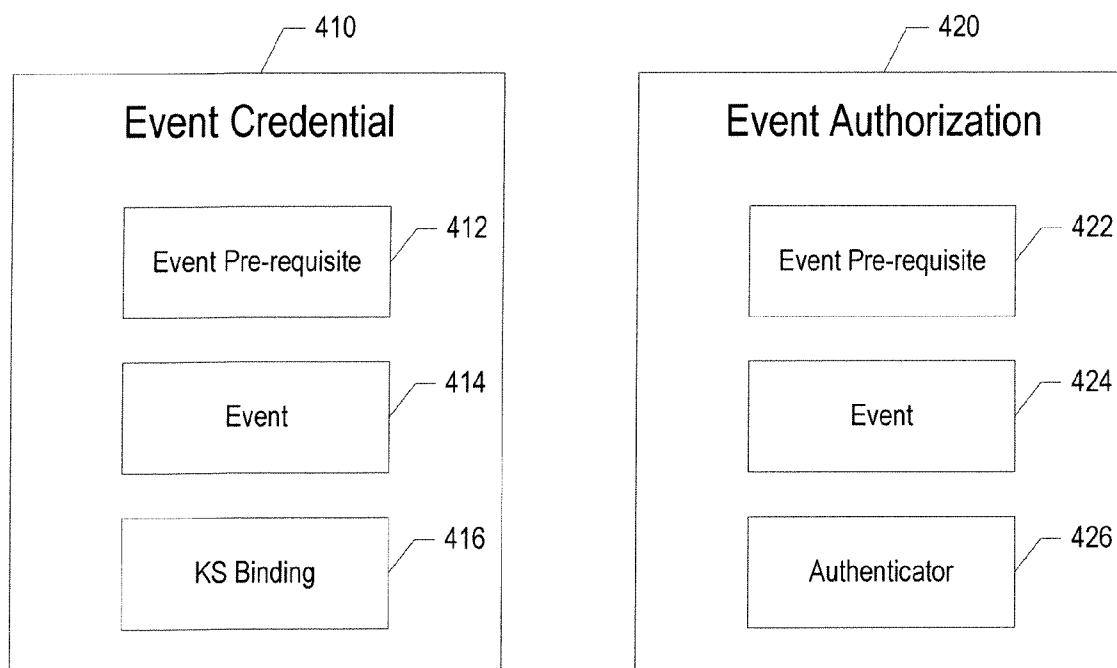 410
Event Credential
Event Pre-requisite
412
Event
414
KS Binding
416
420
Event Authorization
Event Pre-requisite
422
Event
424
Authenticator
426